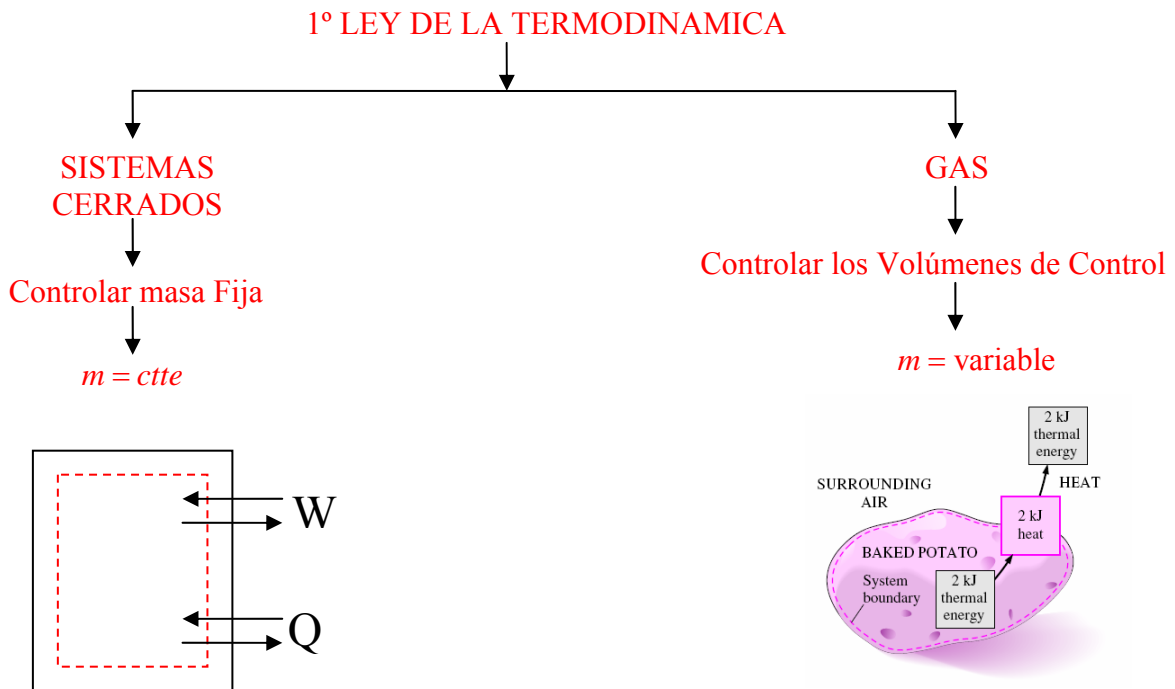 1º LEY DE LA TERMODINAMICA
SISTEMAS
CERRADOS
Controlar masa Fija
m = ctte
W
Q
GAS
Controlar los Volúmenes de Control
m = variable
2 kJ
thermal
energy
HEAT
SURROUNDING
AIR
2 kJ
heat
BAKED POTATO
System
boundary
2 kJ
thermal
energy